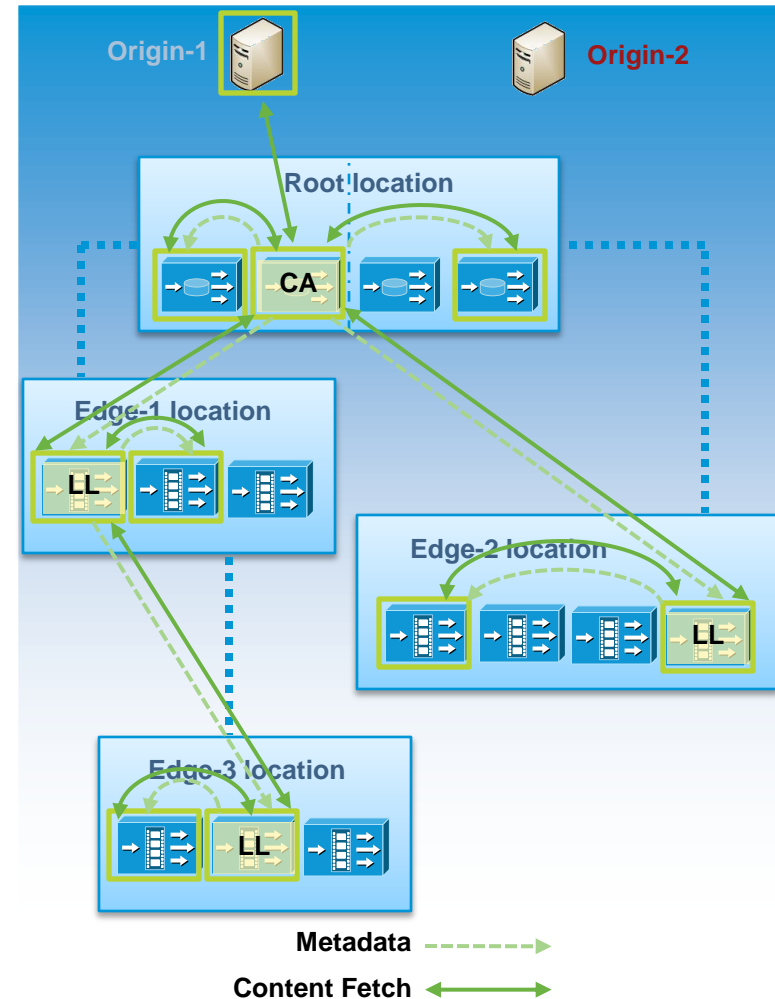 Origin-1
Origin-2
Root location
CA
Edge-1 location
LL
Edge-2 location
LL
Edge-3 location
LL
Metadata
Content Fetch